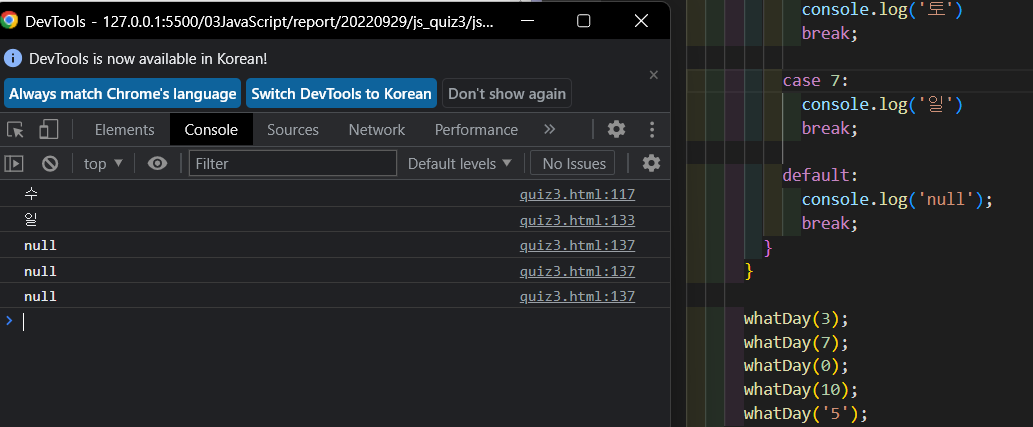 DevTools - 127.0.0.1:5500/03JavaScript/report/20220929/js_quiz3/js...
DevTools is now available in Korean!
Always match Chrome's language
Switch DevTools to Korean
Don't show again
Elements
Console
Sources
Network
Performance
top
Filter
Default levels
No Issues
수 quiz3.html:117
일 quiz3.html:133
null quiz3.html:137
null quiz3.html:137
null quiz3.html:137
console.log('토')
break;
case 7:
console.log('일')
break;
default:
console.log('null');
break;
}
}
whatDay(3);
whatDay(7);
whatDay(0);
whatDay(10);
whatDay('5');